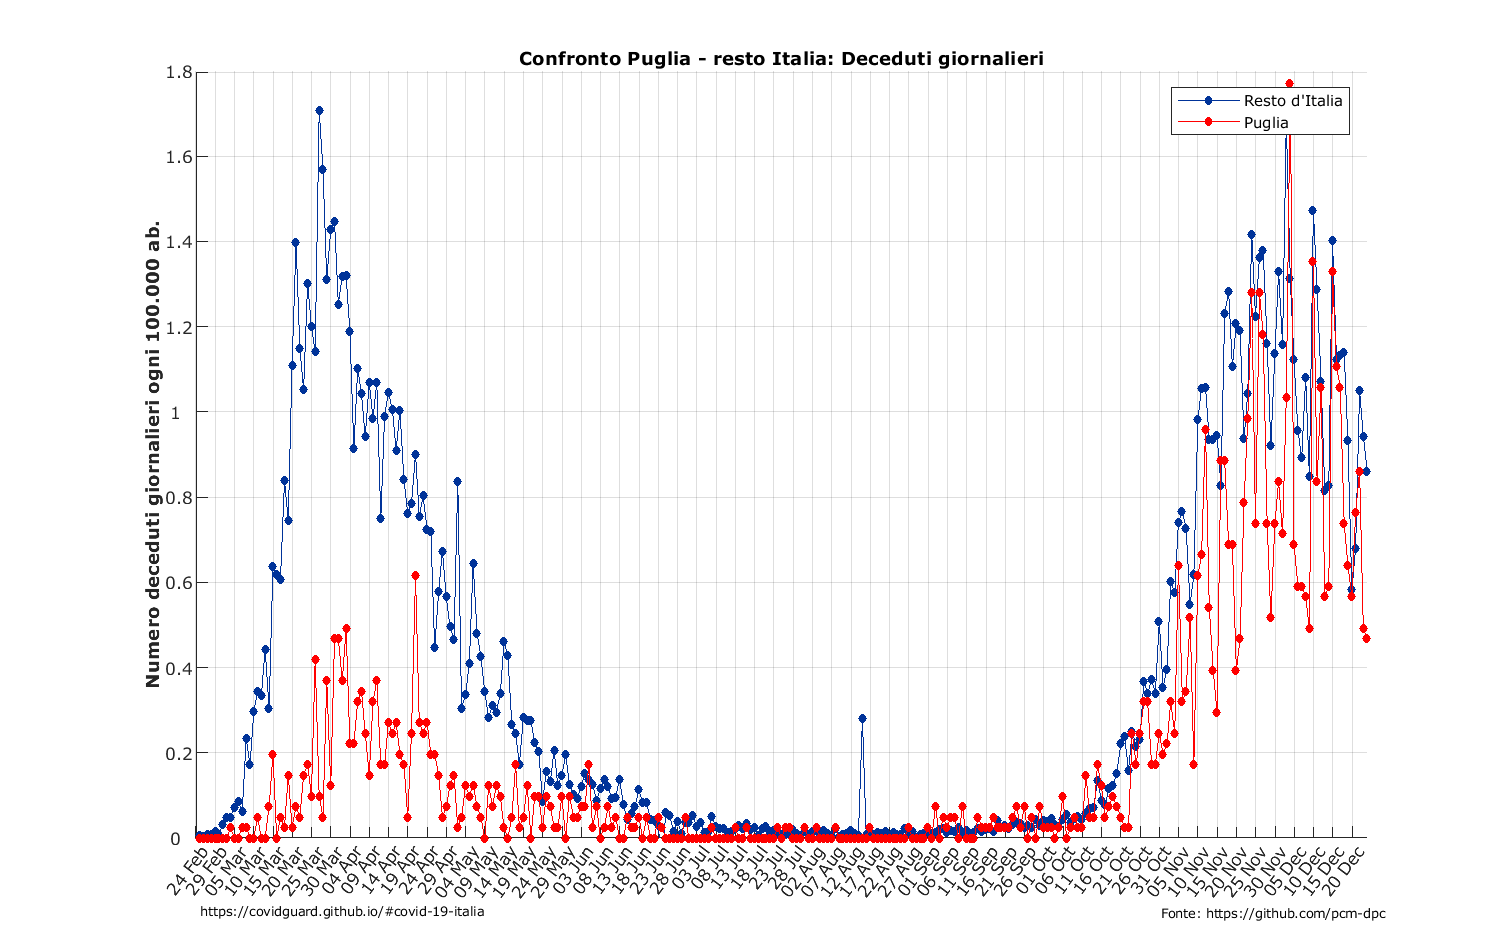 Confronto Puglia - resto Italia: Deceduti giornalieri
Numero deceduti giornalieri ogni 100.000 ab.
1.8
1.6
1.4
1.2
1
0.8
0.6
0.4
0.2
0
Resto d'Italia
Puglia
24 Feb
29 Feb
05 Mar
10 Mar
15 Mar
20 Mar
25 Mar
30 Mar
04 Apr
09 Apr
14 Apr
19 Apr
24 Apr
29 Apr
04 May
09 May
14 May
19 May
24 May
29 May
03 Jun
08 Jun
13 Jun
18 Jun
23 Jun
28 Jun
03 Jul
08 Jul
13 Jul
18 Jul
23 Jul
28 Jul
02 Aug
07 Aug
12 Aug
17 Aug
22 Aug
27 Aug
01 Sep
06 Sep
11 Sep
16 Sep
21 Sep
26 Sep
01 Oct
06 Oct
11 Oct
16 Oct
21 Oct
26 Oct
31 Oct
05 Nov
10 Nov
15 Nov
20 Nov
25 Nov
30 Nov
05 Dec
10 Dec
15 Dec
20 Dec
https://covidguard.github.io/#covid-19-italia
Fonte: https://github.com/pcm-dpc